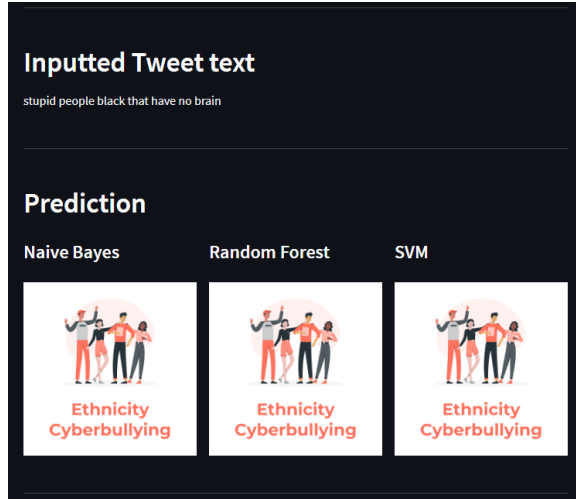 Inputted Tweet text
stupid people black that have no brain
Prediction
Naive Bayes
Random Forest
SVM
Ethnicity
Cyberbullying
Ethnicity
Cyberbullying
Ethnicity
Cyberbullying